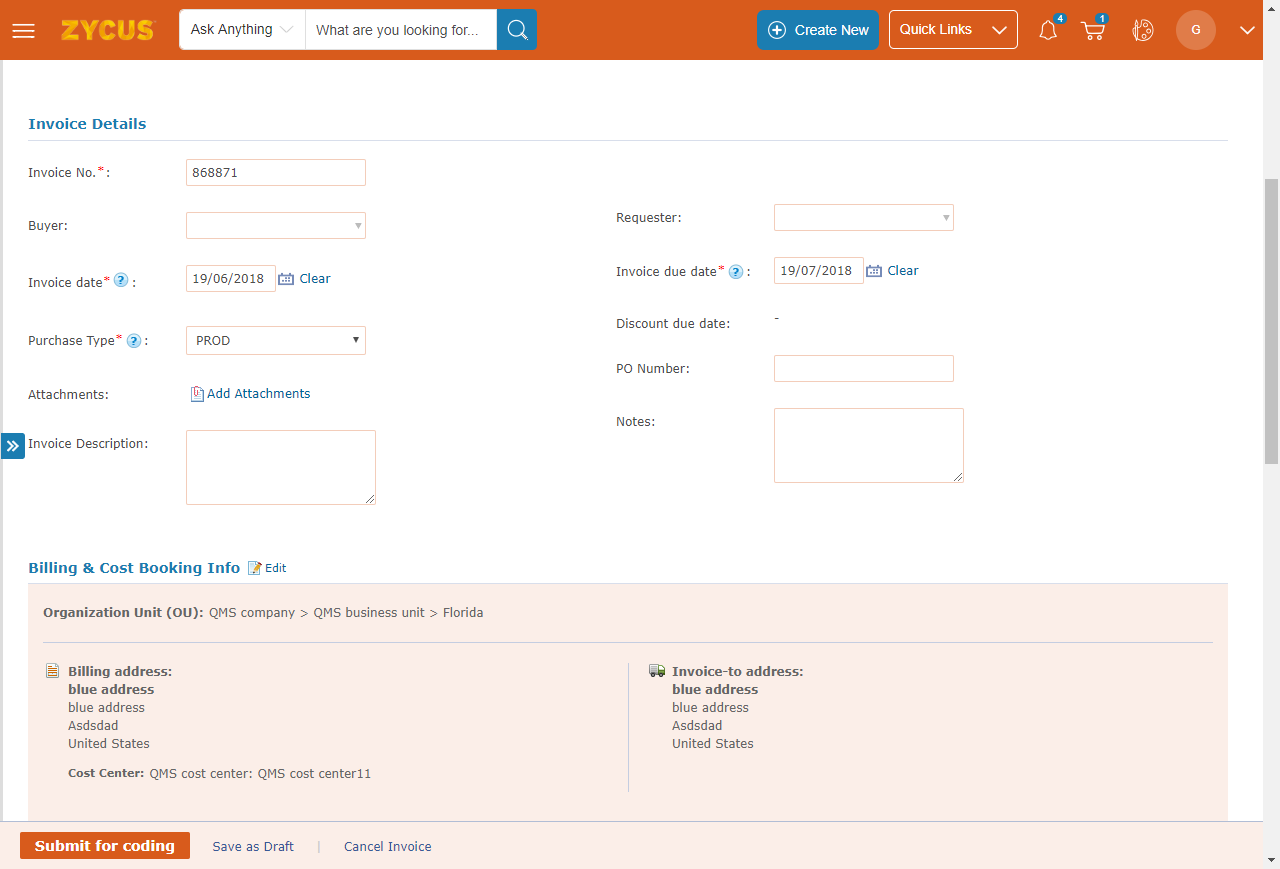 ZYCUS Ask Anything What are you looking for... Create New Quick Links 4 1 G
Invoice Details
Invoice No.*: 868871
Buyer:
Requester:
Invoice date* ? : 19/06/2018 Clear
Invoice due date* ? : 19/07/2018 Clear
Discount due date: -
Purchase Type* ? : PROD
PO Number:
Attachments: Add Attachments
Notes:
Invoice Description:
Billing & Cost Booking Info Edit
Organization Unit (OU): QMS company > QMS business unit > Florida
Billing address:
blue address
blue address
Asdsdad
United States
Cost Center: QMS cost center: QMS cost center11
Invoice-to address:
blue address
blue address
Asdsdad
United States
Submit for coding Save as Draft | Cancel Invoice